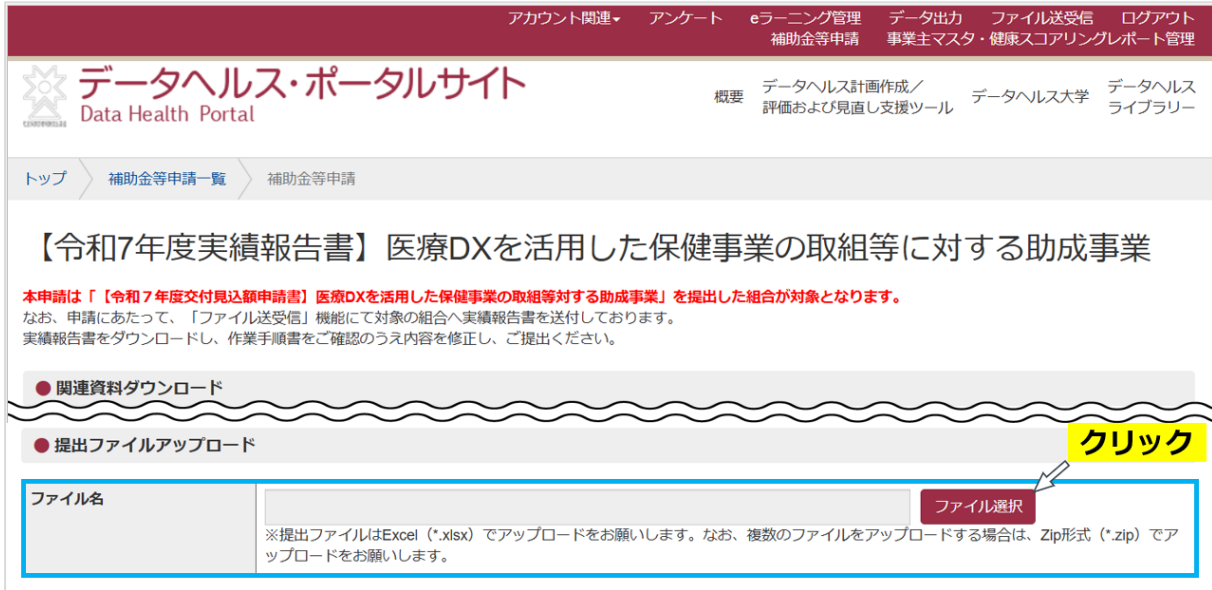 アカウント関連▾ アンケート eラーニング管理 データ出力 ファイル送受信 ログアウト
補助金等申請 事業主マスタ・健康スコアリングレポート管理
データヘルス・ポータルサイト
Data Health Portal
概要
データヘルス計画作成／
評価および見直し支援ツール
データヘルス大学
データヘルス
ライブラリー
トップ 補助金等申請一覧 補助金等申請
【令和7年度実績報告書】医療DXを活用した保健事業の取組等に対する助成事業
本申請は「【令和７年度交付見込額申請書】医療DXを活用した保健事業の取組等対する助成事業」を提出した組合が対象となります。
なお、申請にあたって、「ファイル送受信」機能にて対象の組合へ実績報告書を送付しております。
実績報告書をダウンロードし、作業手順書をご確認のうえ内容を修正し、ご提出ください。
● 関連資料ダウンロード
● 提出ファイルアップロード
クリック
ファイル名
ファイル選択
※提出ファイルはExcel（*.xlsx）でアップロードをお願いします。なお、複数のファイルをアップロードする場合は、Zip形式（*.zip）でア
ップロードをお願いします。